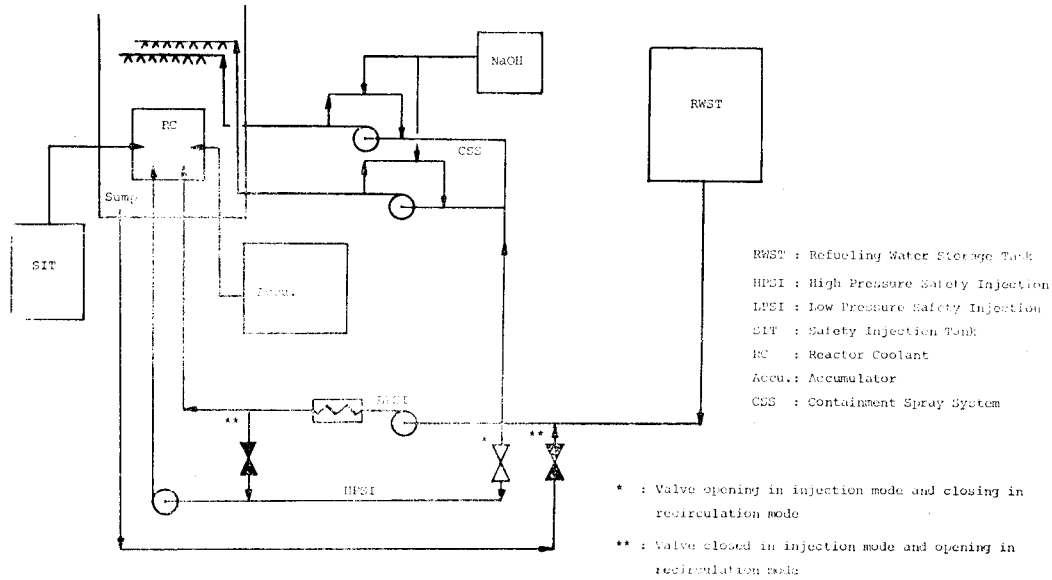 NaOH
RWST
RC
CSS
Sump
SIT
Accu.
RWST : Refueling Water Storage Tank
HPSI : High Pressure Safety Injection
LPSI : Low Pressure Safety Injection
SIT : Safety Injection Tank
RC : Reactor Coolant
Accu.: Accumulator
CSS : Containment Spray System
LPSI
**
*
**
HPSI
* : Valve opening in injection mode and closing in
recirculation mode
** : Valve closed in injection mode and opening in
recirculation mode